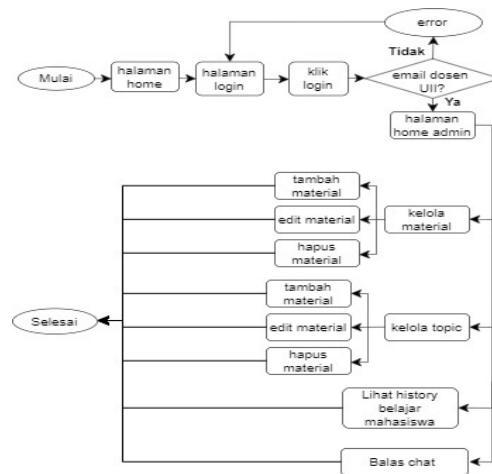 error
Tidak
Mulai
halaman
home
halaman
login
klik
login
email dosen
UII?
Ya
halaman
home admin
tambah
material
edit material
kelola
material
hapus
material
tambah
material
Selesai
edit material
kelola topic
hapus
material
Lihat history
belajar
mahasiswa
Balas chat